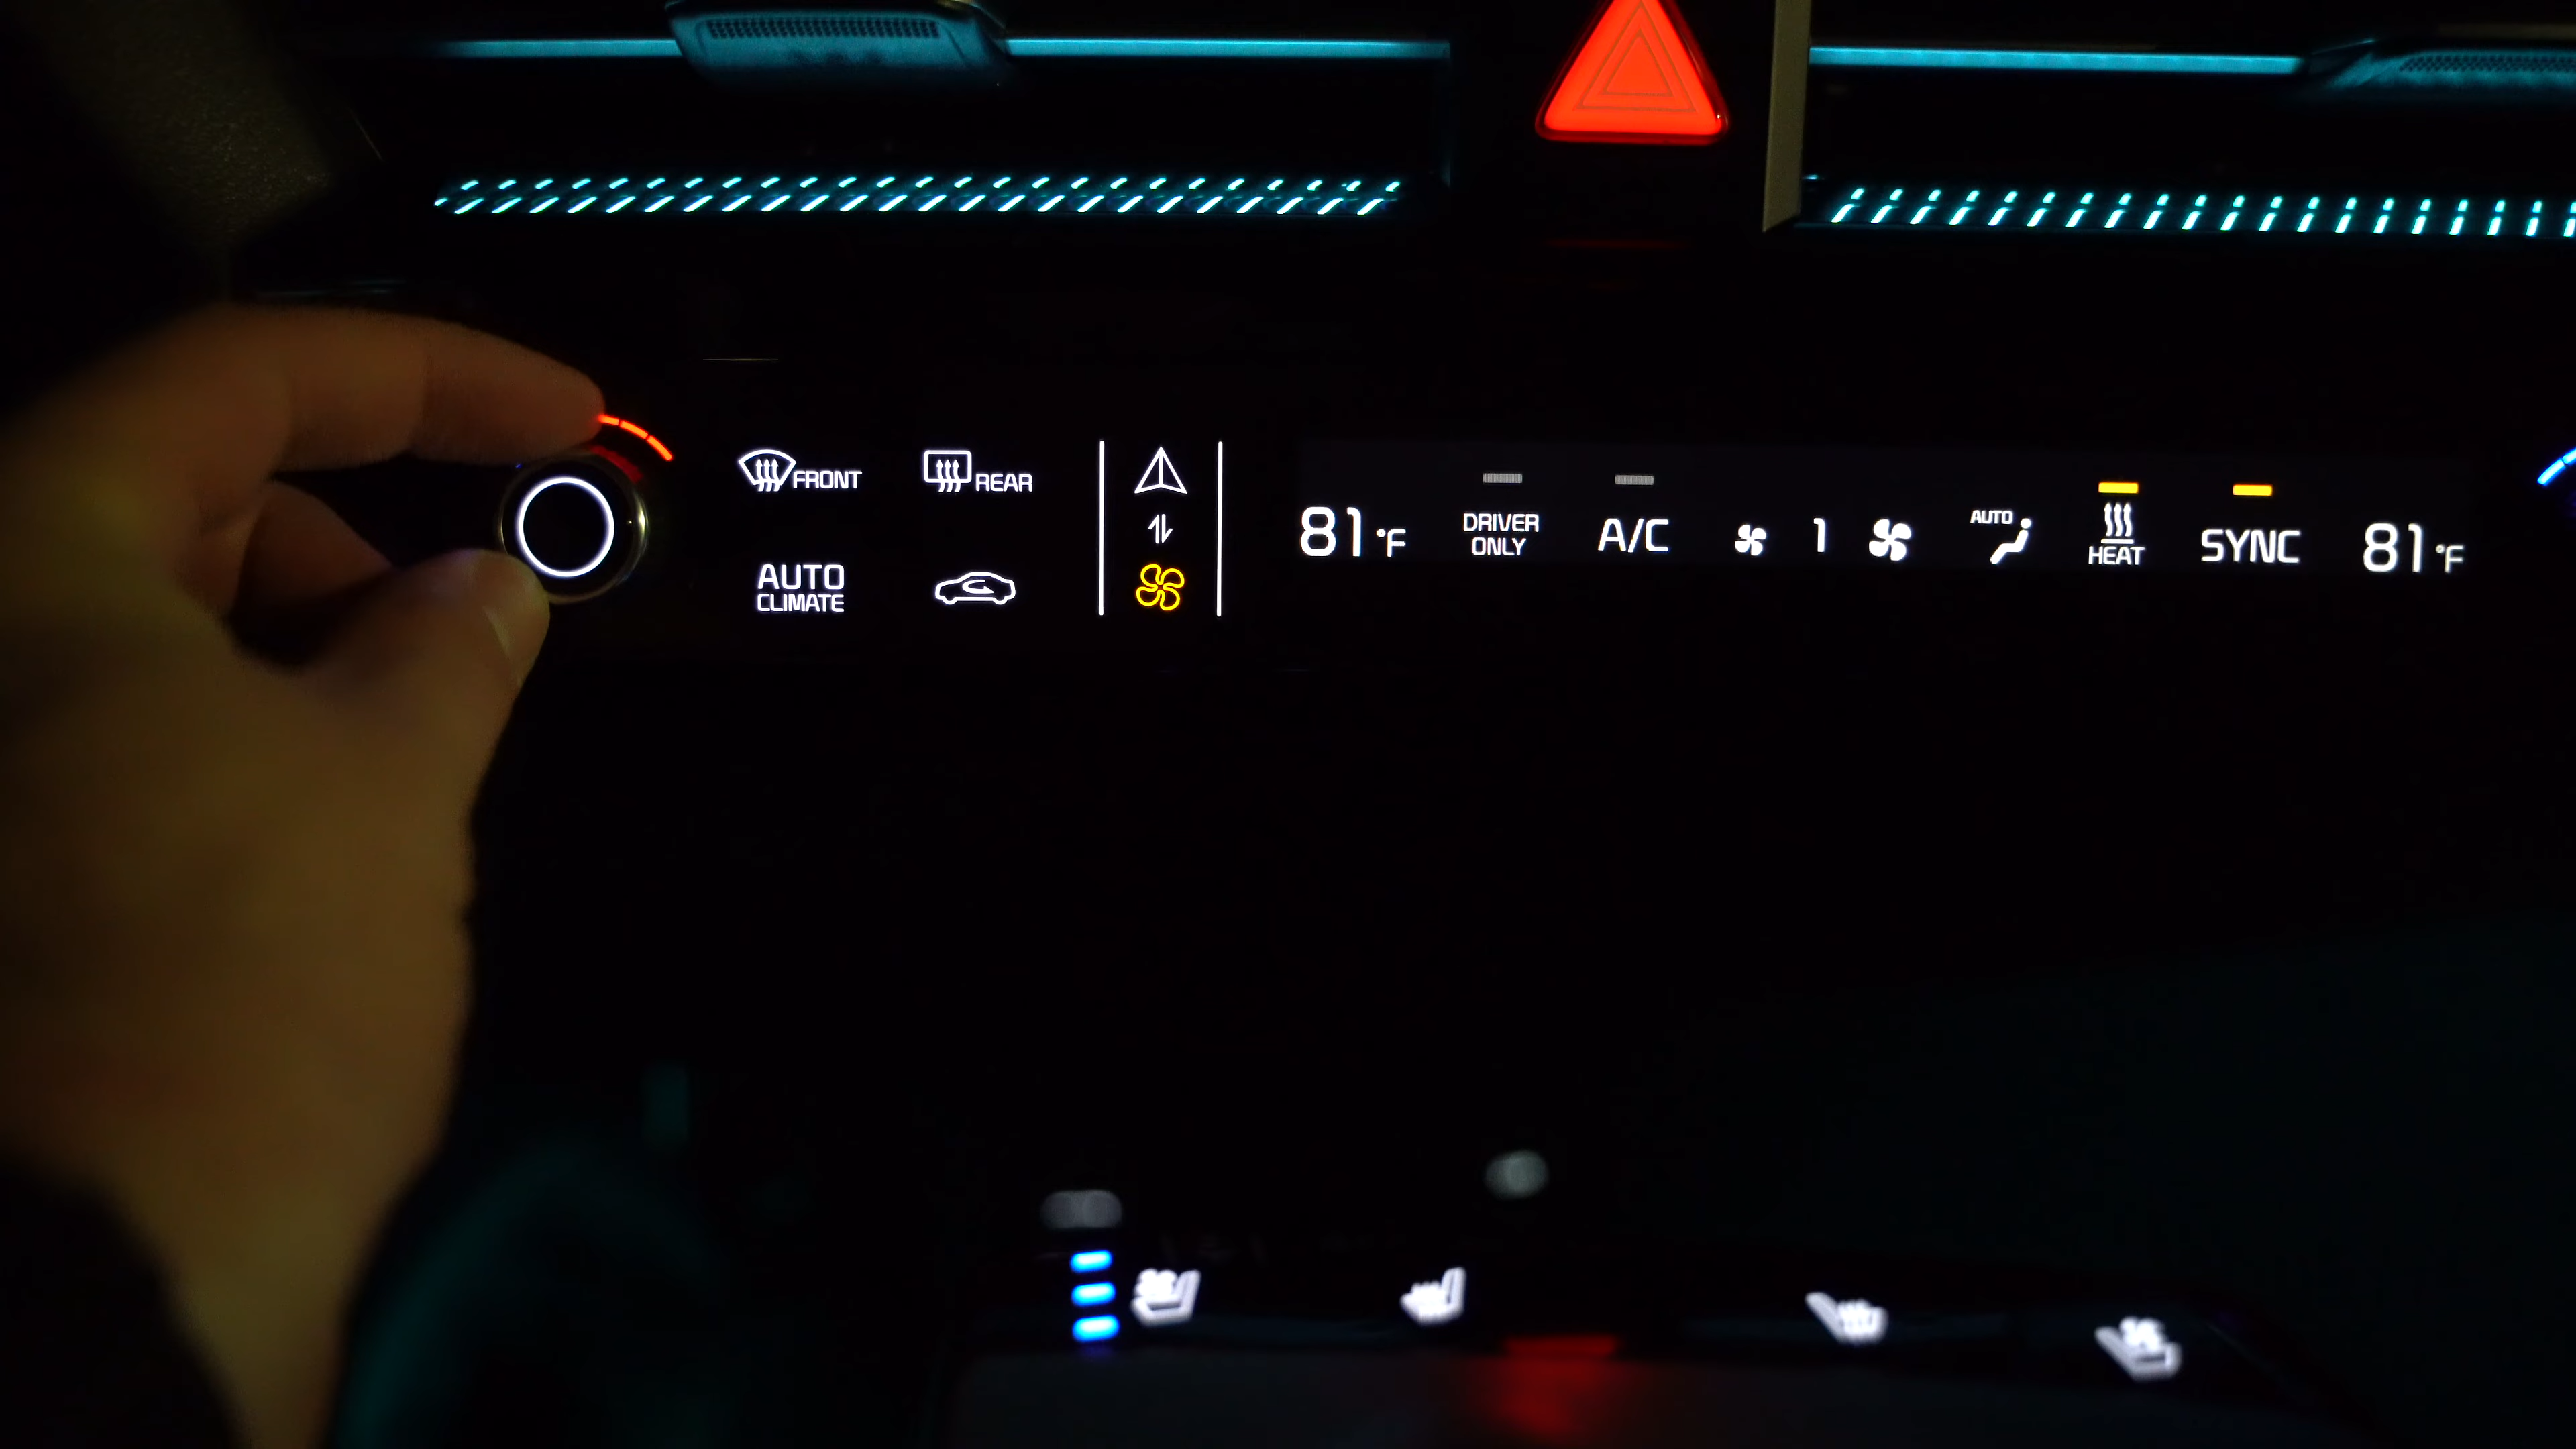 FRONT
REAR
AUTO
CLIMATE
81°F
DRIVER
ONLY
A/C
1
AUTO
HEAT
SYNC
81°F